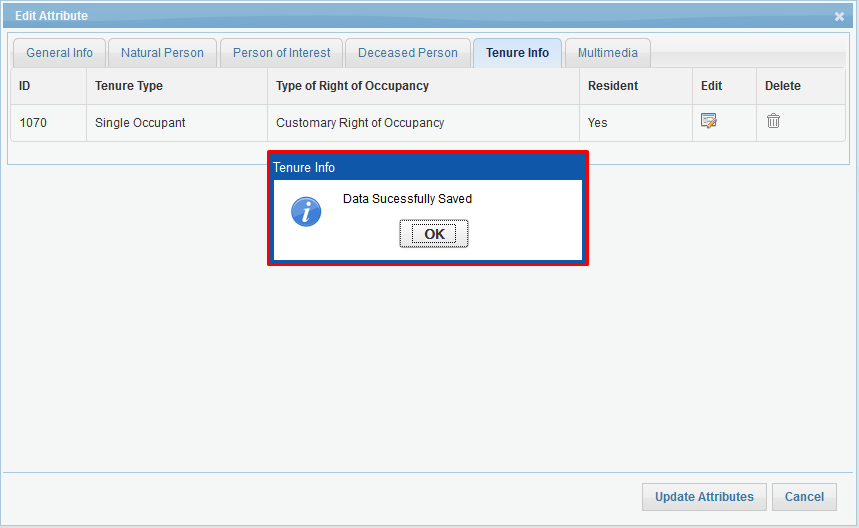 Edit Attribute
General Info Natural Person Person of Interest Deceased Person Tenure Info Multimedia
ID Tenure Type Type of Right of Occupancy Resident Edit Delete
1070 Single Occupant Customary Right of Occupancy Yes
Tenure Info
Data Sucessfully Saved
OK
Update Attributes Cancel